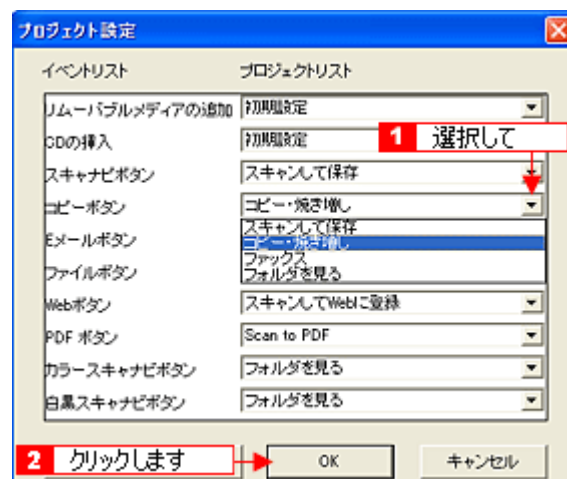 プロジェクト設定
イベントリスト プロジェクトリスト
リムーバブルメディアの追加 初期設定
CDの挿入 初期設定
1 選択して
スキャナビボタン スキャンして保存
コピーボタン コピー・焼き増し
スキャンして保存
Eメールボタン コピー・焼き増し
ファックス
ファイルボタン フォルダを見る
Webボタン スキャンしてWebに登録
PDF ボタン Scan to PDF
カラースキャナビボタン フォルダを見る
白黒スキャナビボタン フォルダを見る
2 クリックします OK キャンセル